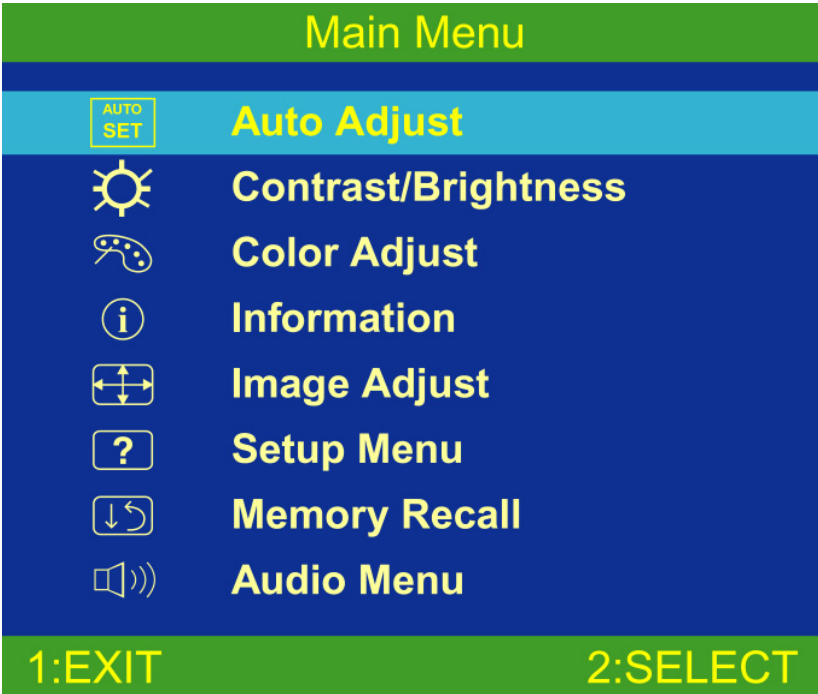 Main Menu
AUTO
SET
Auto Adjust
Contrast/Brightness
Color Adjust
i Information
Image Adjust
? Setup Menu
Memory Recall
Audio Menu
1:EXIT 2:SELECT